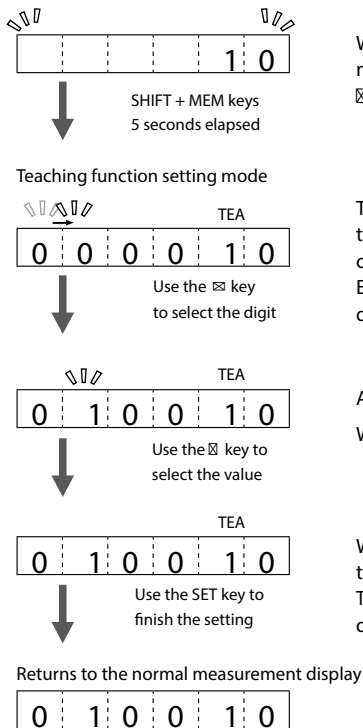 1 0
SHIFT + MEM keys
5 seconds elapsed
Teaching function setting mode
TEA
0 0 0 0 1 0
Use the ☒ key
to select the digit
TEA
0 1 0 0 1 0
Use the ☒ key to
select the value
TEA
0 1 0 0 1 0
Use the SET key to
finish the setting
Returns to the normal measurement display
0 1 0 0 1 0